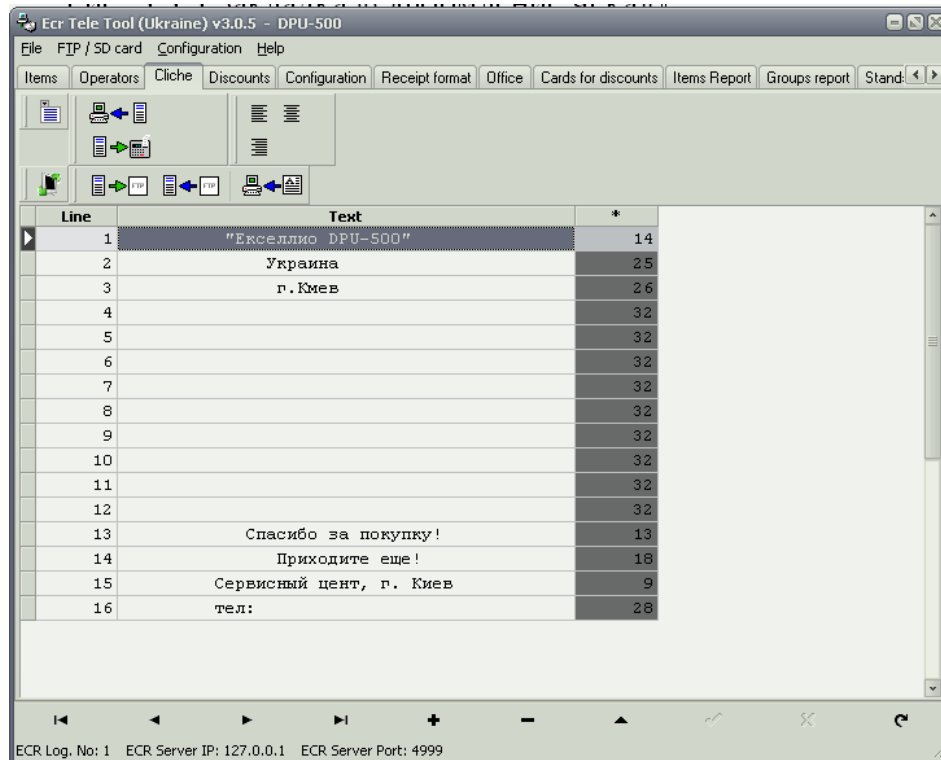 Ecr Tele Tool (Ukraine) v3.0.5 - DPU-500
File FTP / SD card Configuration Help
Items Operators Cliche Discounts Configuration Receipt format Office Cards for discounts Items Report Groups report Stand
FTP FTP
Line Text *
1 "Екселлио DPU-500" 14
2 Украина 25
3 г.Кмев 26
4 32
5 32
6 32
7 32
8 32
9 32
10 32
11 32
12 32
13 Спасибо за покупку! 13
14 Приходите еще! 18
15 Сервисный цент, г. Киев 9
16 тел: 28
ECR Log. No: 1 ECR Server IP: 127.0.0.1 ECR Server Port: 4999